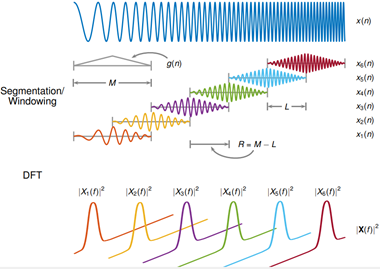 x(n)
g(n)
M
Segmentation/
Windowing
x₆(n)
x₅(n)
x₄(n)
x₃(n)
x₂(n)
x₁(n)
L
R = M − L
DFT
|X₁(f)|² |X₂(f)|² |X₃(f)|² |X₄(f)|² |X₅(f)|² |X₆(f)|²
|X(f)|²